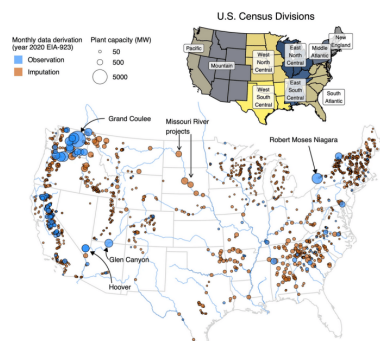 U.S. Census Divisions
Monthly data derivation
(year 2020 EIA-923)
Observation
Imputation
Plant capacity (MW)
50
500
5000
Pacific
Mountain
West
North
Central
East
North
Central
Middle
Atlantic
New
England
West
South
Central
East
South
Central
South
Atlantic
Grand Coulee
Missouri River
projects
Robert Moses Niagara
Glen Canyon
Hoover